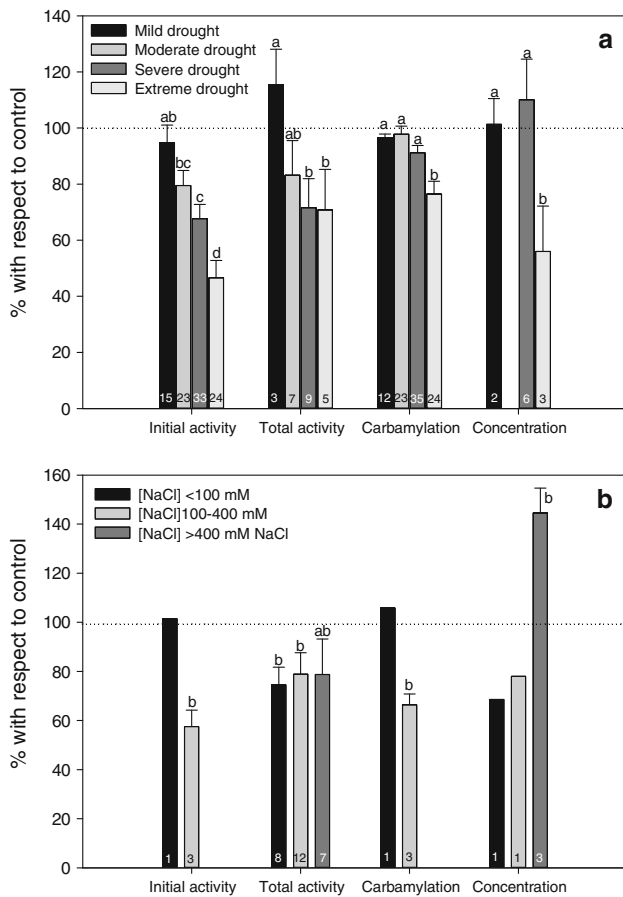 140
120
100
80
60
40
20
0
% with respect to control
Mild drought
Moderate drought
Severe drought
Extreme drought
a
ab
bc
c
d
a
ab
b
b
a
a
a
b
a
a
b
15 23 33 24
3 7 9 5
12 23 35 24
2 6 3
Initial activity Total activity Carbamylation Concentration
160
140
120
100
80
60
40
20
0
% with respect to control
[NaCl] <100 mM
[NaCl]100-400 mM
[NaCl] >400 mM NaCl
b
b
b
b
ab
b
b
1 3
8 12 7
1 3
1 1 3
Initial activity Total activity Carbamylation Concentration